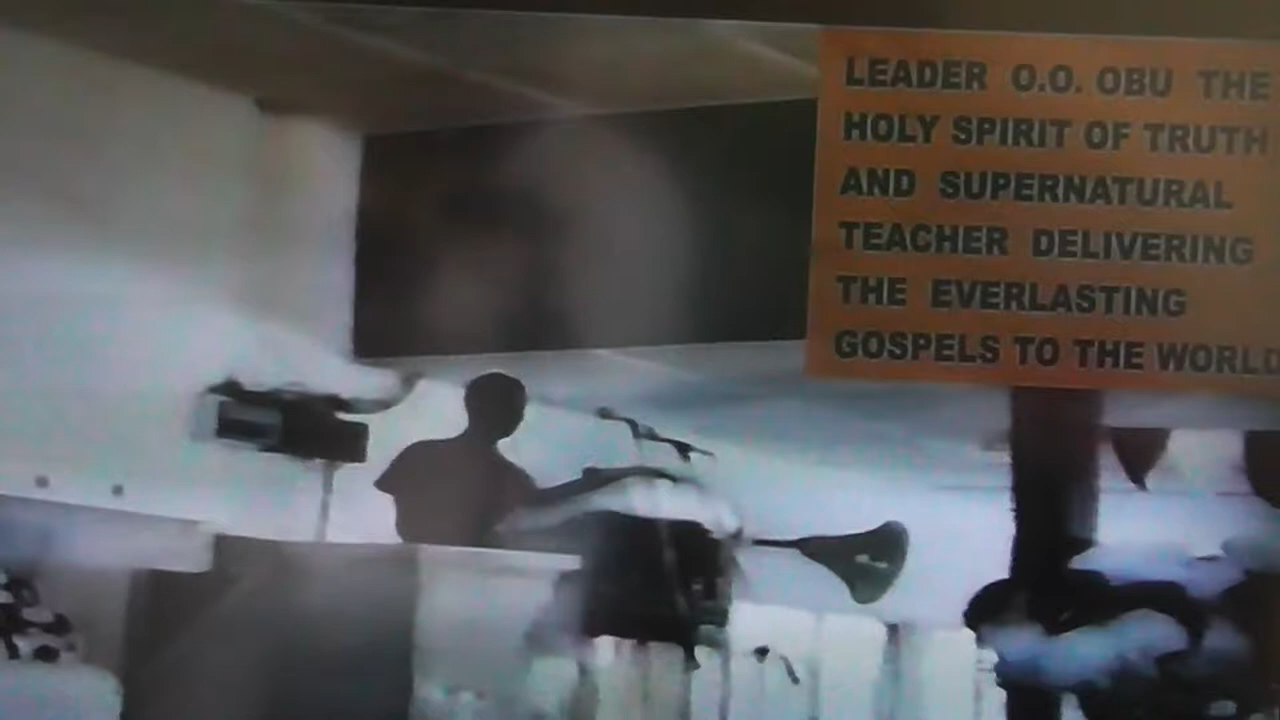 LEADER O.O. OBU THE
HOLY SPIRIT OF TRUTH
AND SUPERNATURAL
TEACHER DELIVERING
THE EVERLASTING
GOSPELS TO THE WORLD